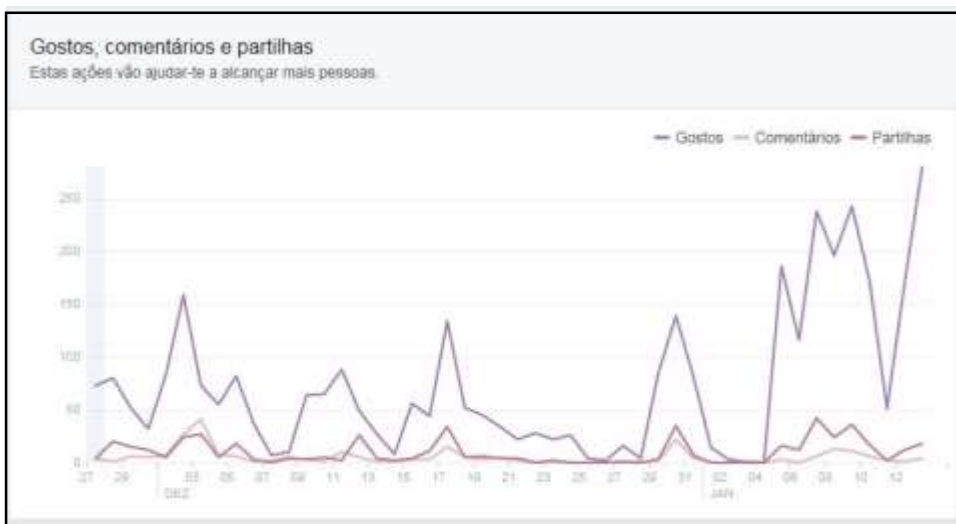 Gostos, comentários e partilhas
Estas ações vão ajudar-te a alcançar mais pessoas.
Gostos Comentários Partilhas
250
200
150
100
50
0
27 29 03 05 07 09 11 13 15 17 19 21 23 25 27 29 31 02 04 06 08 10 12
DEZ JAN